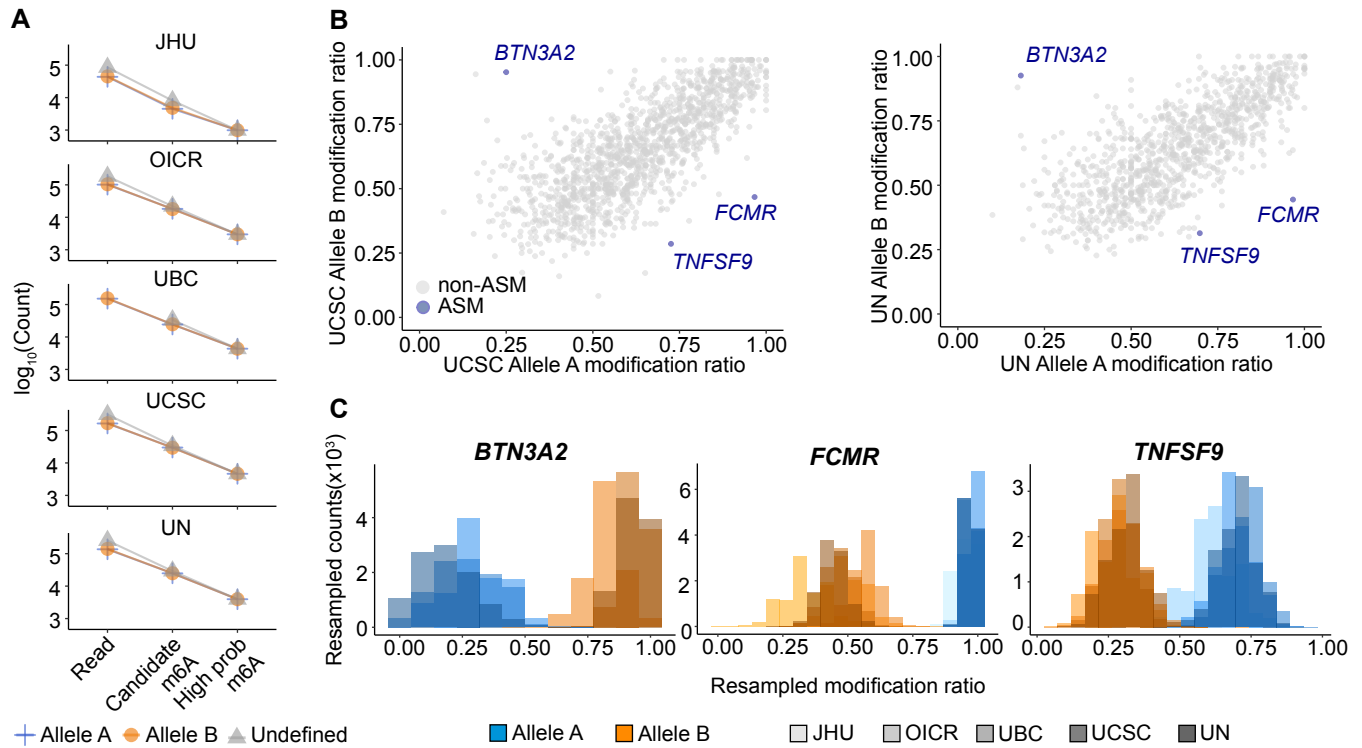 A
JHU
5
4
3
OICR
5
4
3
UBC
5
4
3
UCSC
5
4
3
UN
5
4
3
log₁₀(Count)
Read
Candidate
m6A
High prob
m6A
Allele A
Allele B
Undefined
B
1.00
0.75
0.50
0.25
0.00
UCSC Allele B modification ratio
BTN3A2
FCMR
TNFSF9
non-ASM
ASM
0.00 0.25 0.50 0.75 1.00
UCSC Allele A modification ratio
1.00
0.75
0.50
0.25
0.00
UN Allele B modification ratio
BTN3A2
FCMR
TNFSF9
0.00 0.25 0.50 0.75 1.00
UN Allele A modification ratio
C
Resampled counts(x10³)
BTN3A2
4
2
0
0.00 0.25 0.50 0.75 1.00
FCMR
6
4
2
0
0.00 0.25 0.50 0.75 1.00
TNFSF9
3
2
1
0
0.00 0.25 0.50 0.75 1.00
Resampled modification ratio
Allele A
Allele B
JHU
OICR
UBC
UCSC
UN